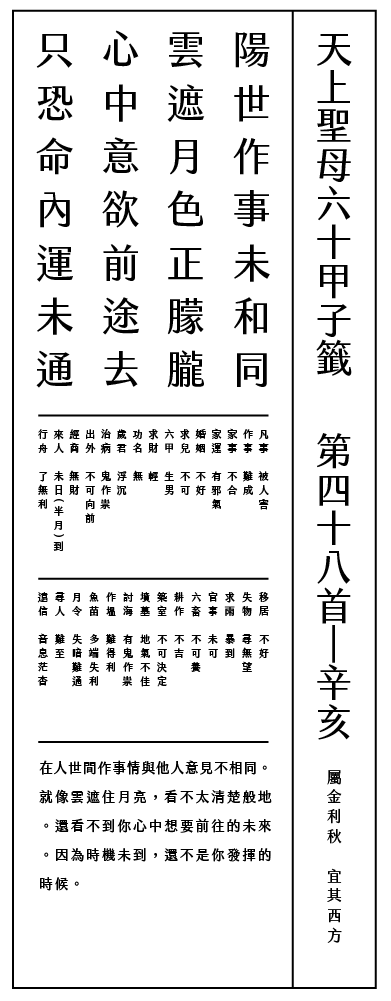 天上聖母六十甲子籤 第四十八首—辛亥
屬金利秋 宜其西方
陽世作事未和同
雲遮月色正朦朧
心中意欲前途去
只恐命內運未通
凡事 被人害
作事 難成
家事 不合
家運 有邪氣
婚姻 不好
求兒 不可
六甲 生男
求財 輕
功名 無
歲君 浮沉
治病 鬼作祟
出外 不可向前
經商 無財
來人 未日(半月)到
行舟 了無利
移居 不好
失物 尋無望
求雨 暴到
官事 未可
六畜 不可養
耕作 不吉
築室 不可決定
墳墓 地氣不佳
討海 有鬼作祟
作塭 難得利
魚苗 多端失利
月令 失暗難通
尋人 難至
遠信 音息茫杳
在人世間作事情與他人意見不相同。
就像雲遮住月亮，看不太清楚般地
。還看不到你心中想要前往的未來
。因為時機未到，還不是你發揮的
時候。